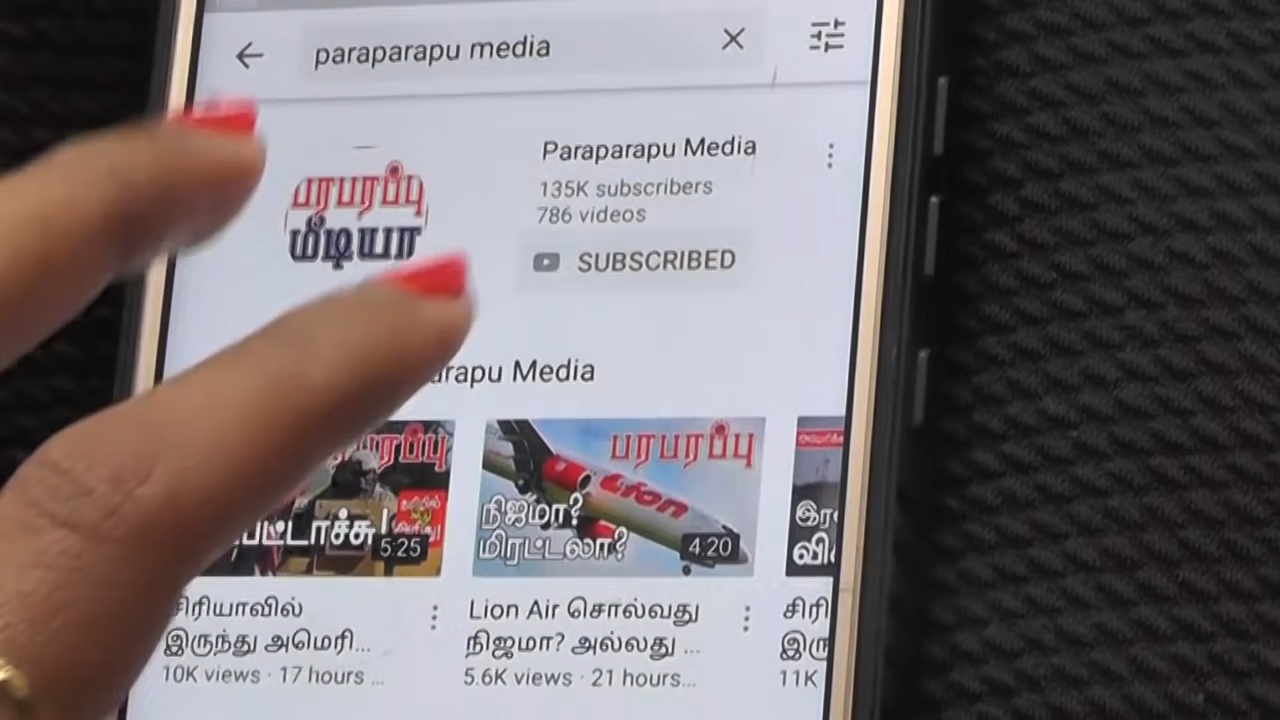 paraparapu media
பரபரப்பு
மீடியா
Paraparapu Media
135K subscribers
786 videos
SUBSCRIBED
Media
பரபரப்பு
நிஜமா?
மிரட்டலா?
Lion
5:25
4:20
சிரியாவில்
இருந்து அமெரி...
10K views · 17 hours ...
Lion Air சொல்வது
நிஜமா? அல்லது ...
5.6K views · 21 hours...
11K